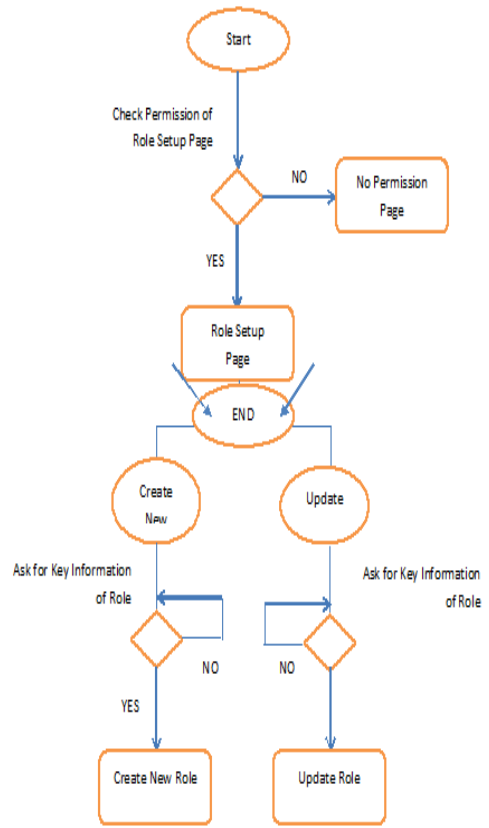 Start
Check Permission of
Role Setup Page
NO
No Permission
Page
YES
Role Setup
Page
END
Create
New
Update
Ask for Key Information
of Role
Ask for Key Information
of Role
NO
NO
YES
Create New Role
Update Role